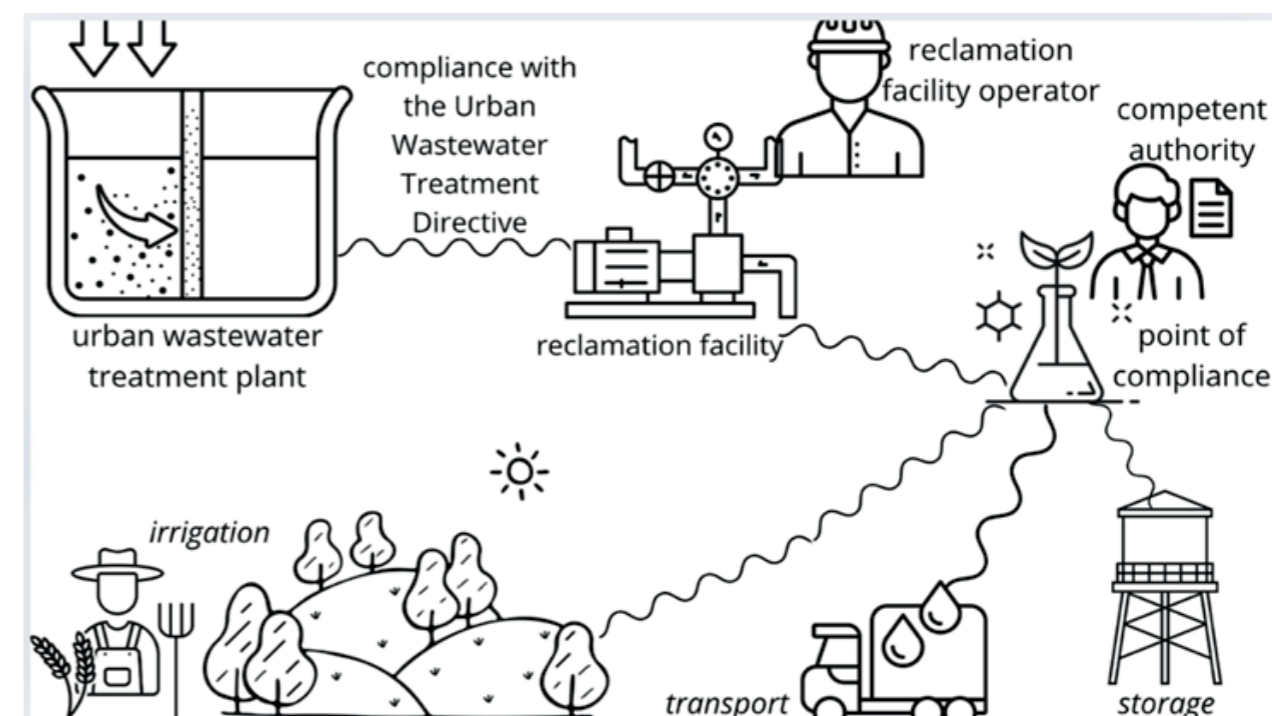 compliance with
the Urban
Wastewater
Treatment
Directive
reclamation
facility operator
competent
authority
urban wastewater
treatment plant
reclamation facility
point of
compliance
irrigation
transport
storage